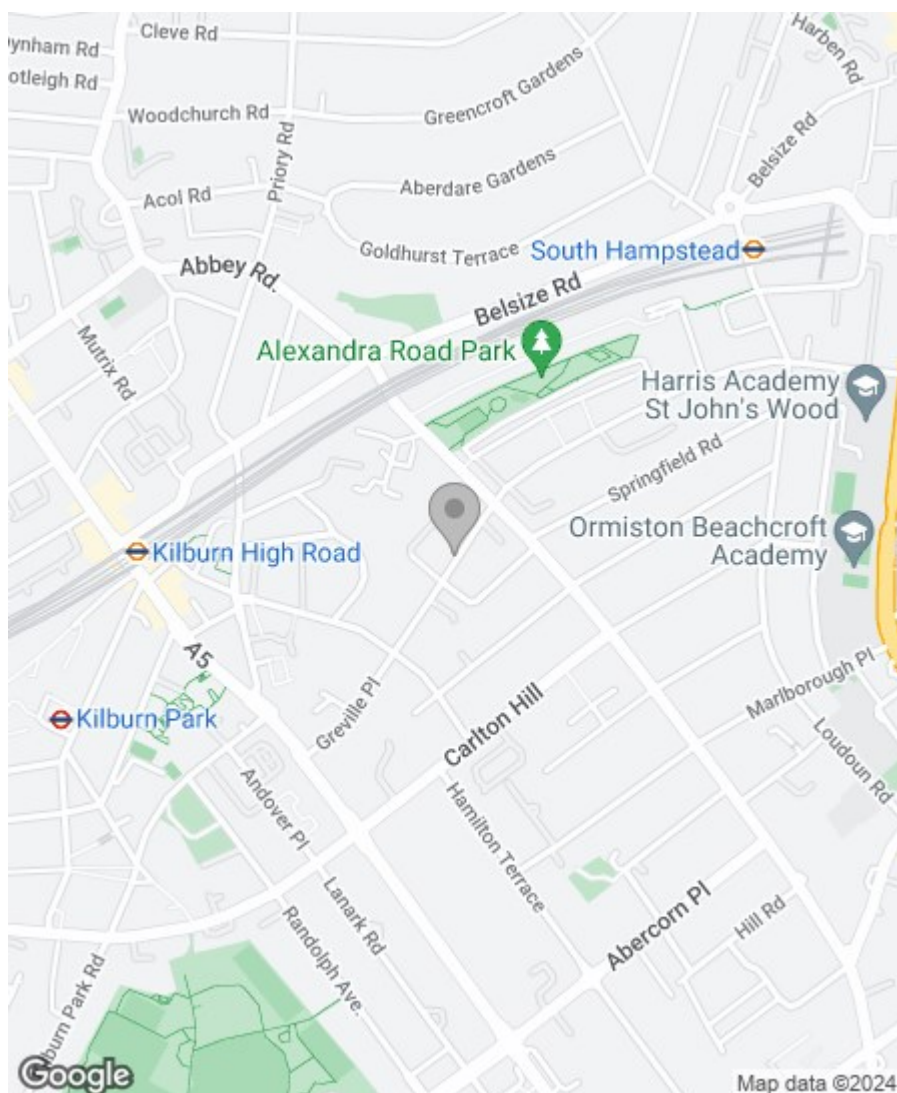 Cleve Rd
ynham Rd
otleigh Rd
Harben Rd
Greencroft Gardens
Woodchurch Rd
Priory Rd
Belsize Rd
Aberdare Gardens
Acol Rd
Goldhurst Terrace
South Hampstead
Abbey Rd.
Belsize Rd
Mutrix Rd
Alexandra Road Park
Harris Academy
St John's Wood
Springfield Rd
Ormiston Beachcroft
Academy
Kilburn High Road
A5
Marlborough Pl
Kilburn Park
Greville Pl
Carlton Hill
Loudoun Rd
Andover Pl
Hamilton Terrace
Lanark Rd
Randolph Ave.
Abercorn Pl
Hill Rd
ilburn Park Rd
Google
Map data ©2024